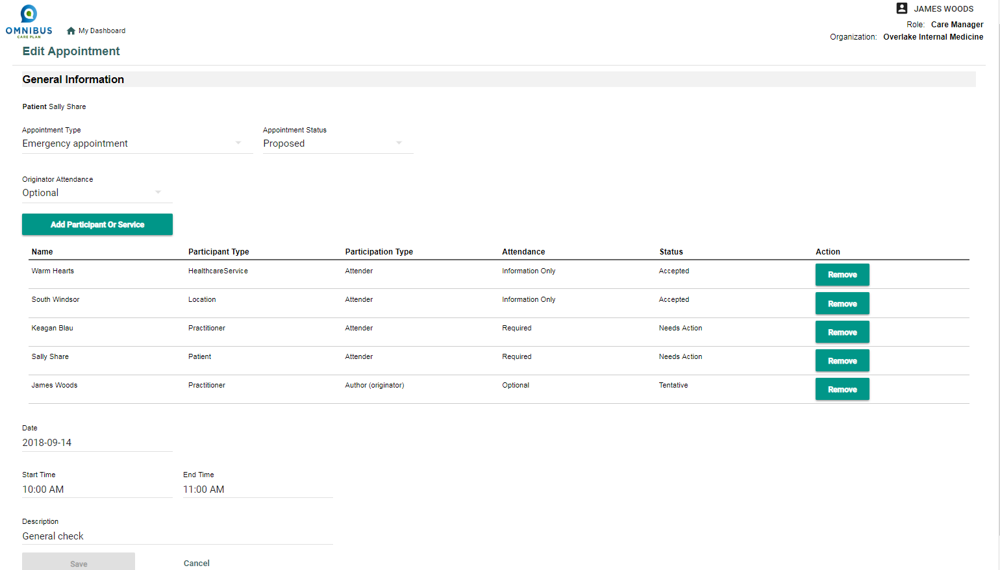 JAMES WOODS
OMNIBUS
CARE PLAN
My Dashboard
Role: Care Manager
Organization: Overlake Internal Medicine
Edit Appointment
General Information
Patient Sally Share
Appointment Type Appointment Status
Emergency appointment Proposed
Originator Attendance
Optional
Add Participant Or Service
Name Participant Type Participation Type Attendance Status Action
Warm Hearts HealthcareService Attender Information Only Accepted Remove
South Windsor Location Attender Information Only Accepted Remove
Keagan Blau Practitioner Attender Required Needs Action Remove
Sally Share Patient Attender Required Needs Action Remove
James Woods Practitioner Author (originator) Optional Tentative Remove
Date
2018-09-14
Start Time End Time
10:00 AM 11:00 AM
Description
General check
Save Cancel